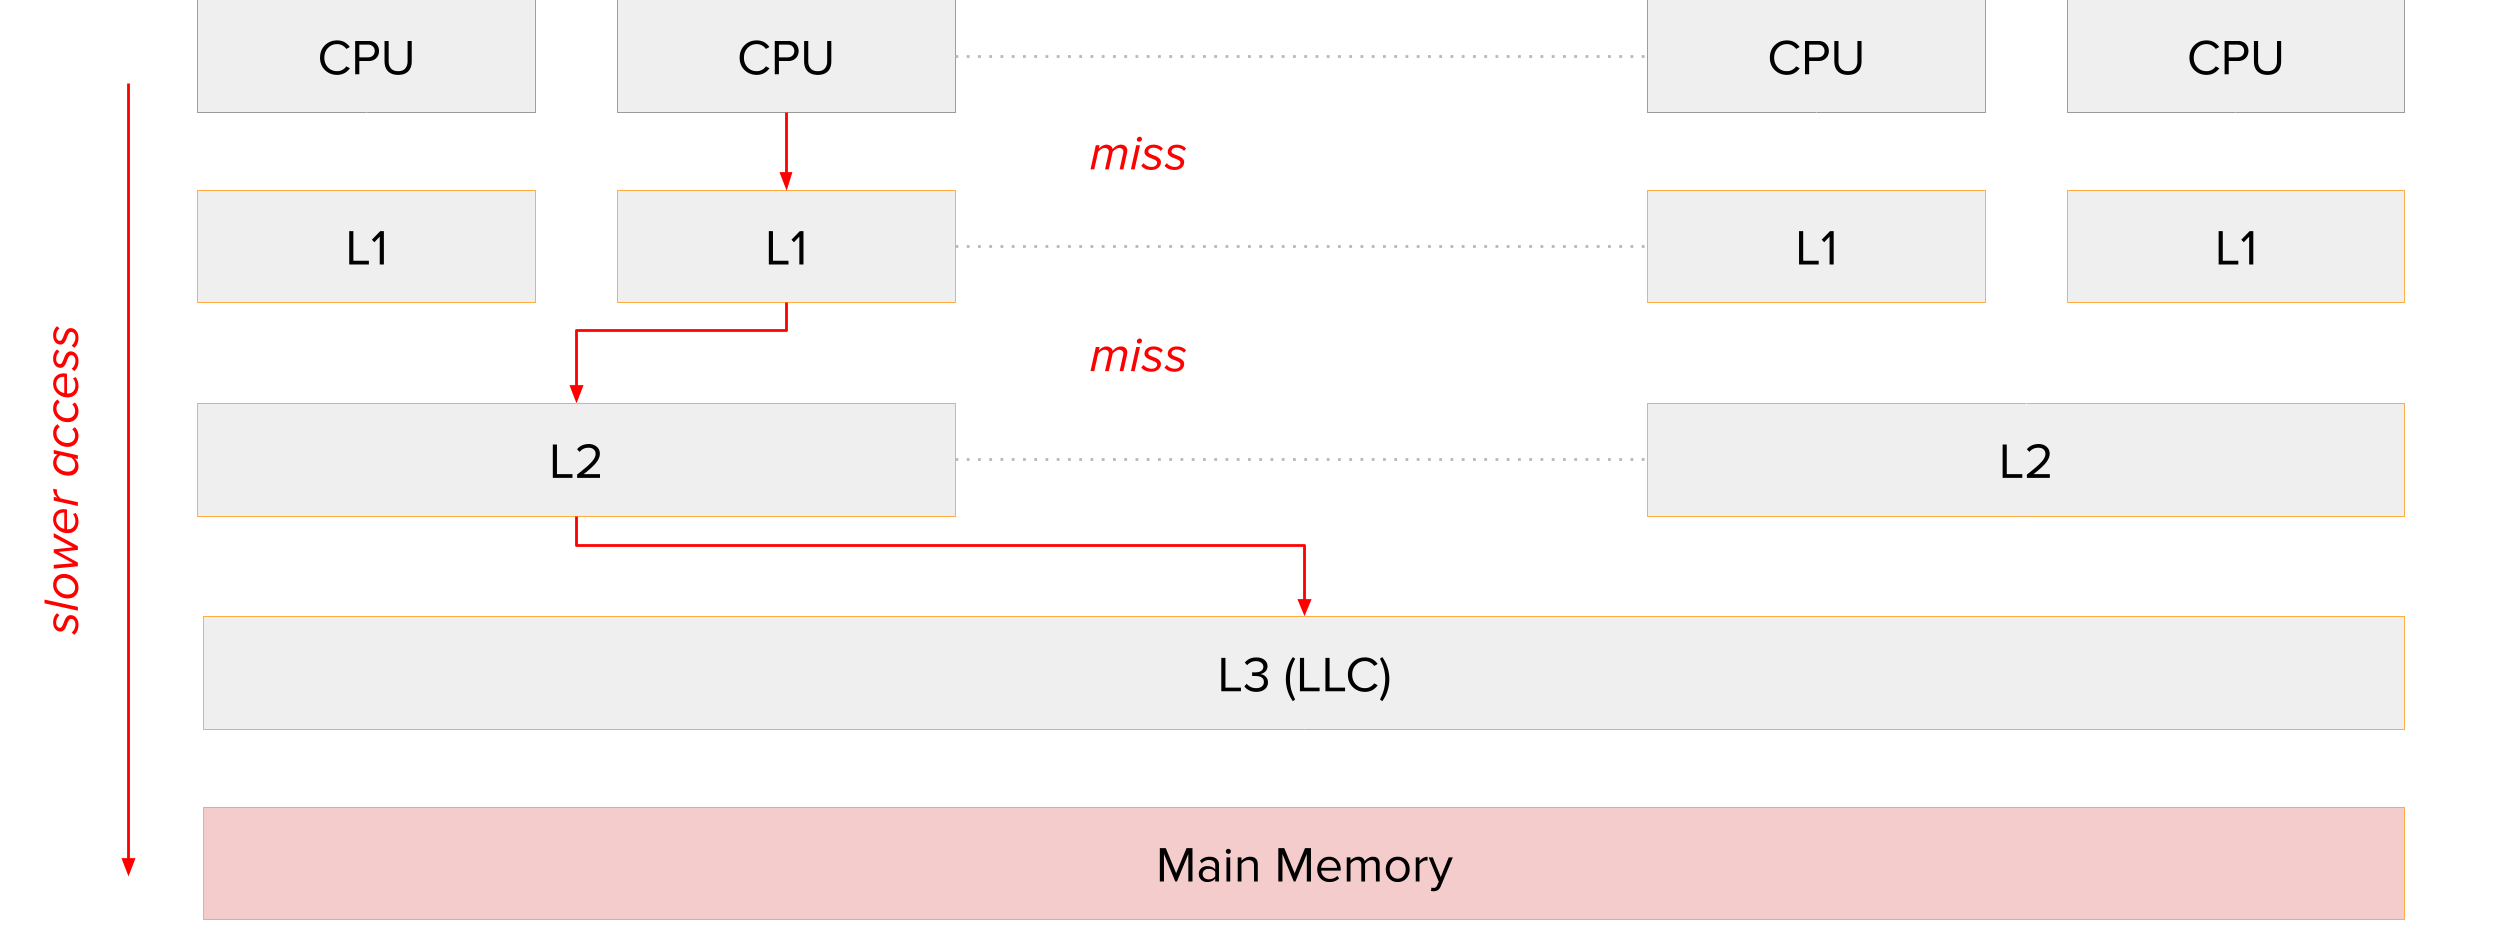 CPU CPU CPU CPU
miss
L1 L1 L1 L1
miss
slower access
L2 L2
L3 (LLC)
Main Memory